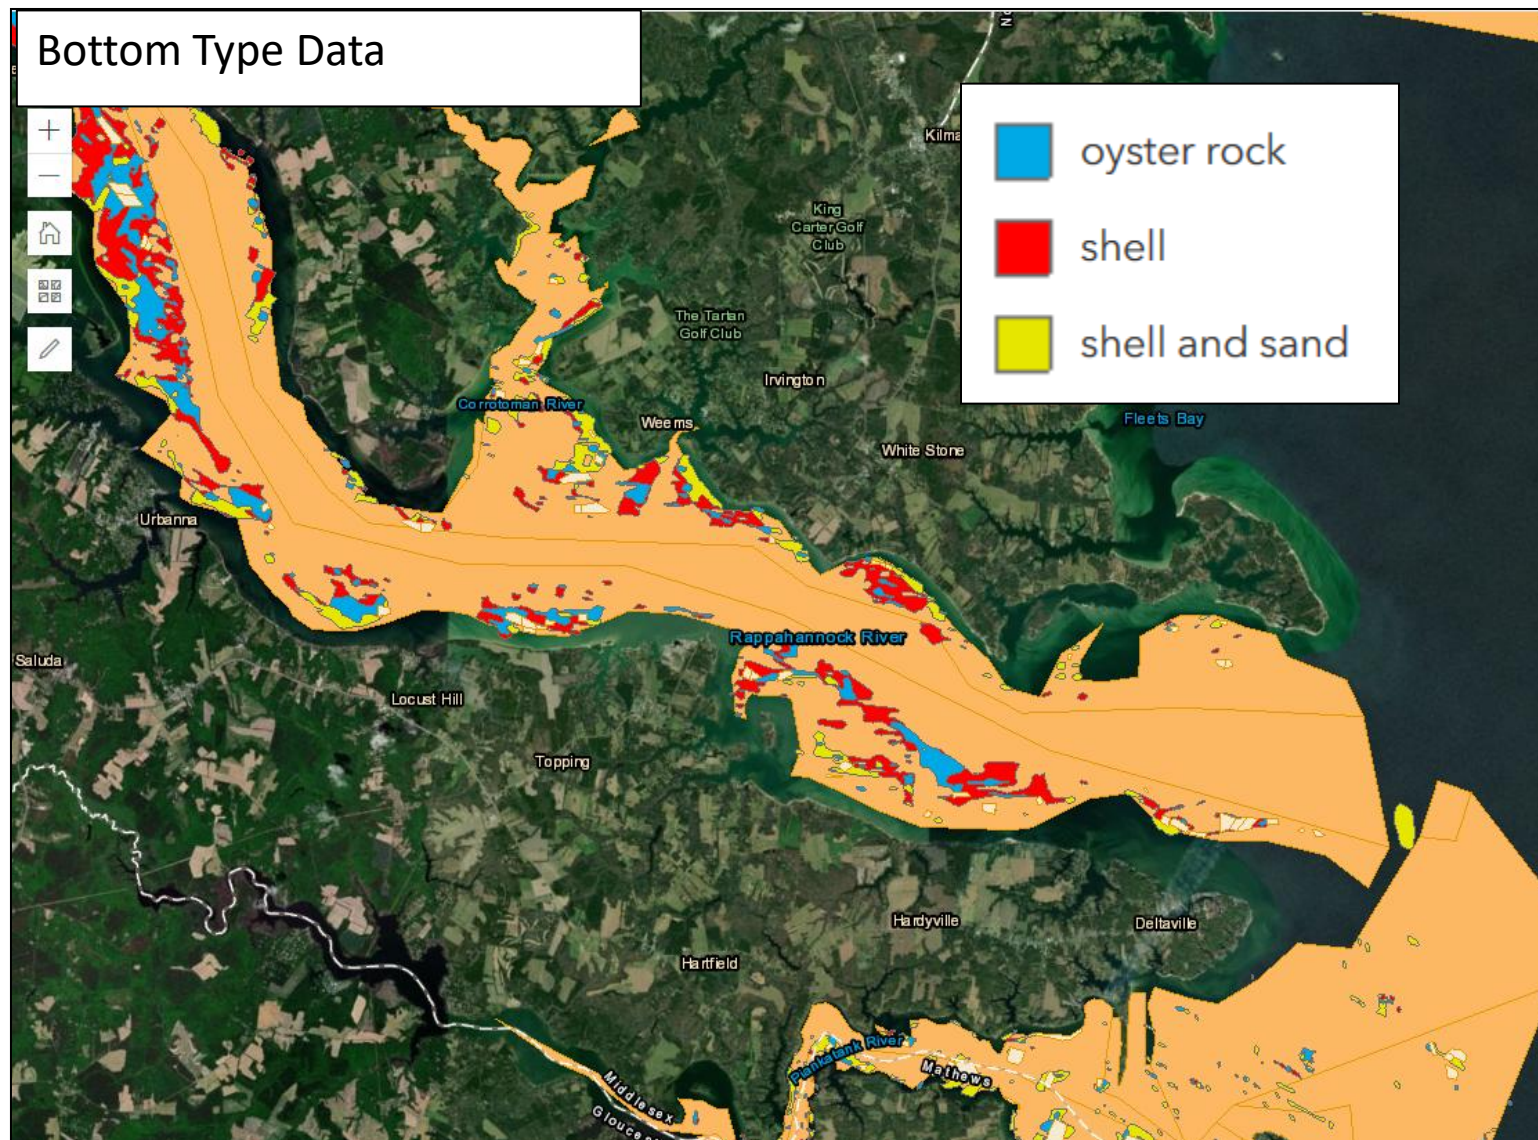 Bottom Type Data
oyster rock
shell
shell and sand
Kilma
King
Carter Golf
Club
The Tartan
Golf Club
Irvington
Corrotoman River
Weems
White Stone
Fleets Bay
Urbanna
Rappahannock River
Saluda
Locust Hill
Topping
Hardyville
Deltaville
Hartfield
Piankatank River
Mathews
Middlesex
Glouces